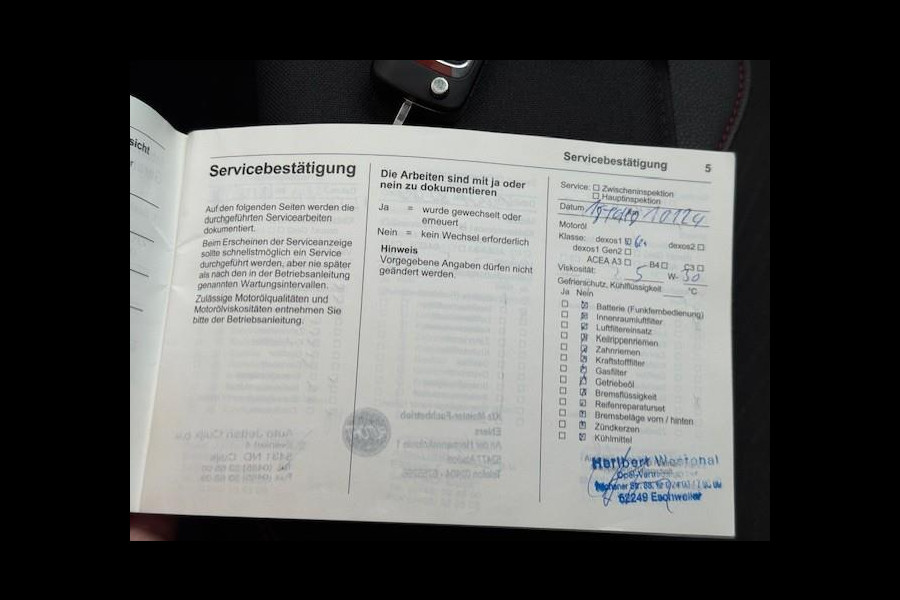 sicht
Servicebestätigung 5
Servicebestätigung
Auf den folgenden Seiten werden die
durchgeführten Servicearbeiten
dokumentiert.
Beim Erscheinen der Serviceanzeige
sollte schnellstmöglich ein Service
durchgeführt werden, aber nie später
als nach den in der Betriebsanleitung
genannten Wartungsintervallen.
Zulässige Motorölqualitäten und
Motorölviskositäten entnehmen Sie
bitte der Betriebsanleitung.
Die Arbeiten sind mit ja oder
nein zu dokumentieren
Ja = wurde gewechselt oder
erneuert
Nein = kein Wechsel erforderlich
Hinweis
Vorgegebene Angaben dürfen nicht
geändert werden.
Service: ☐ Zwischeninspektion
☐ Hauptinspektion
Datum
Motoröl
Klasse: dexos1 dexos2 ☐
dexos1 Gen2 ☐
ACEA A3 ☐ B4 ☐ C3 ☐
Viskosität: 5 W- 30
Gefrierschutz, Kühlflüssigkeit °C
Ja Nein
Batterie (Funkfernbedienung)
Innenraumluftfilter
Luftfiltereinsatz
Keilrippenriemen
Zahnriemen
Kraftstofffilter
Gasfilter
Getriebeöl
Bremsflüssigkeit
Reifenreparaturset
Bremsbeläge vorn / hinten
Zündkerzen
Kühlmittel
Heribert Westphal
52249 Eschweiler